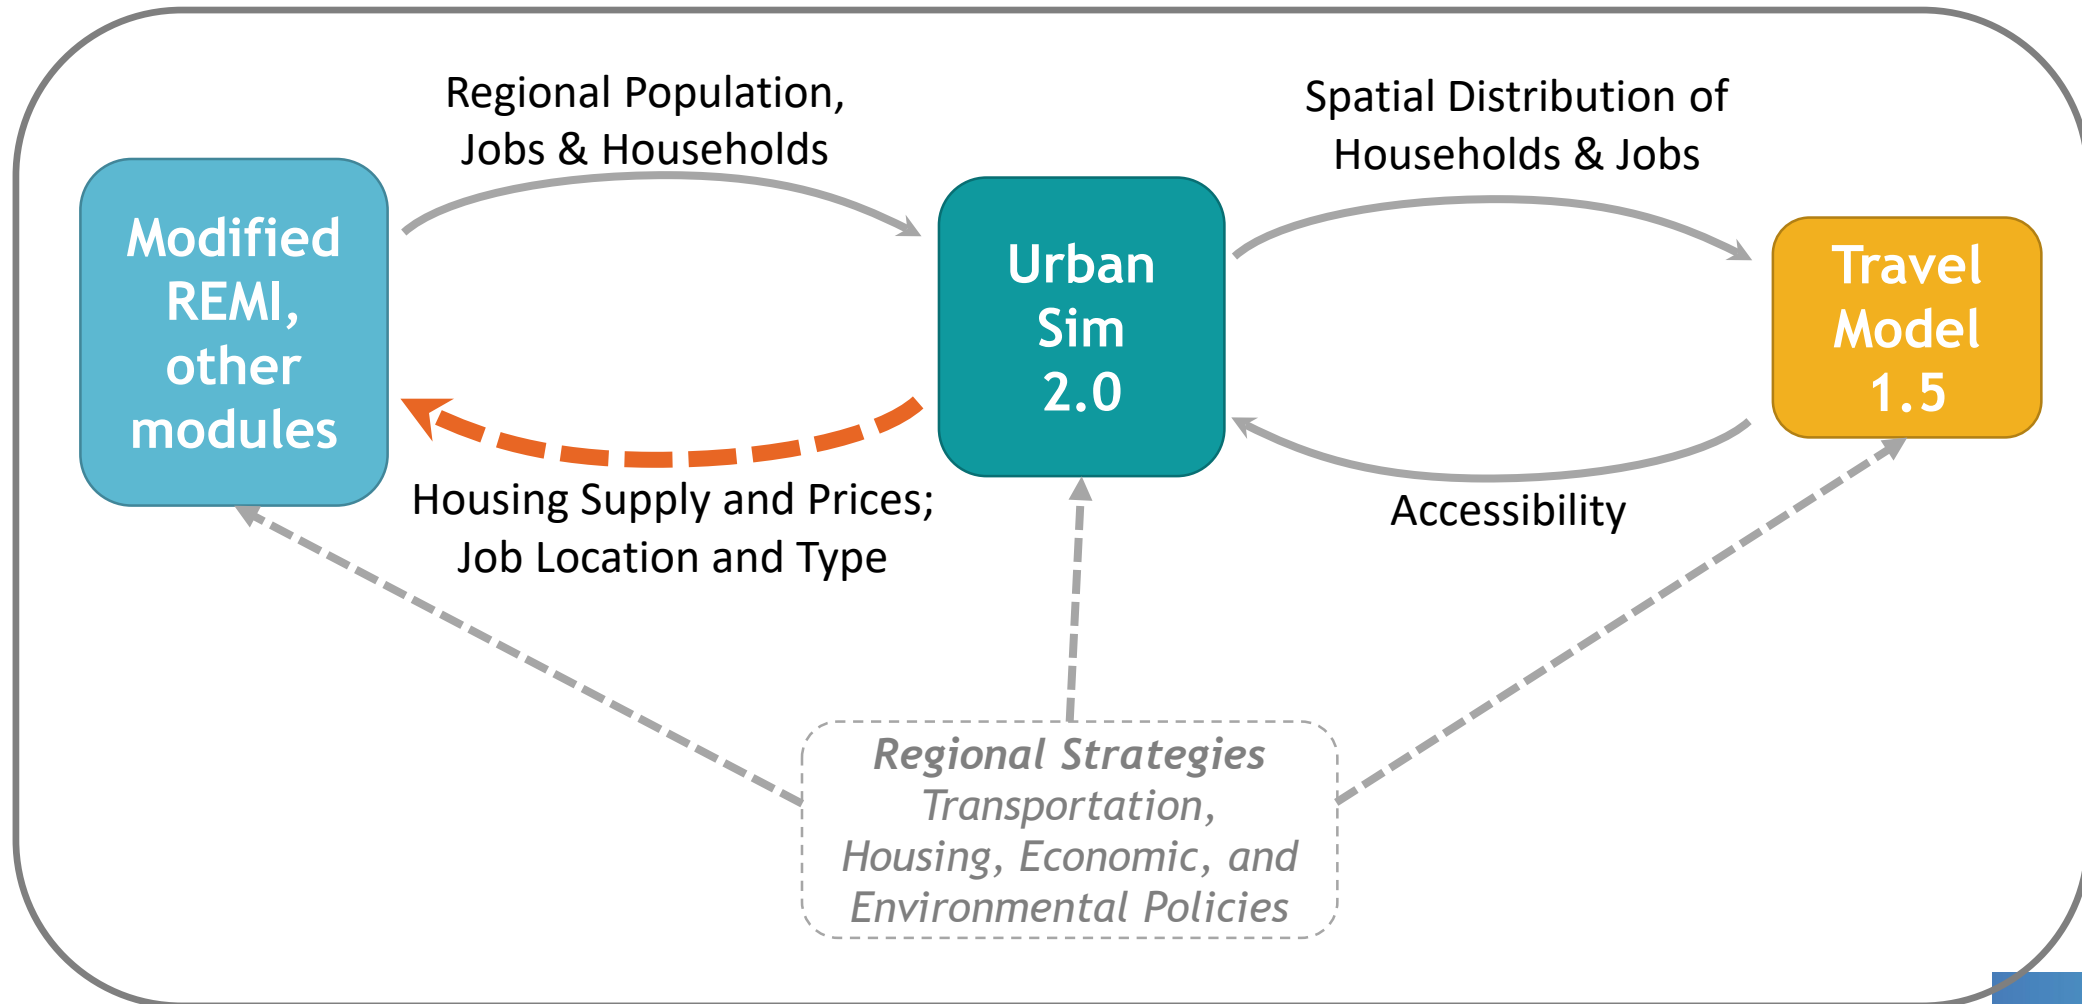 Regional Population,
Jobs & Households
Spatial Distribution of
Households & Jobs
Modified
REMI,
other
modules
Urban
Sim
2.0
Travel
Model
1.5
Housing Supply and Prices;
Job Location and Type
Accessibility
Regional Strategies
Transportation,
Housing, Economic, and
Environmental Policies